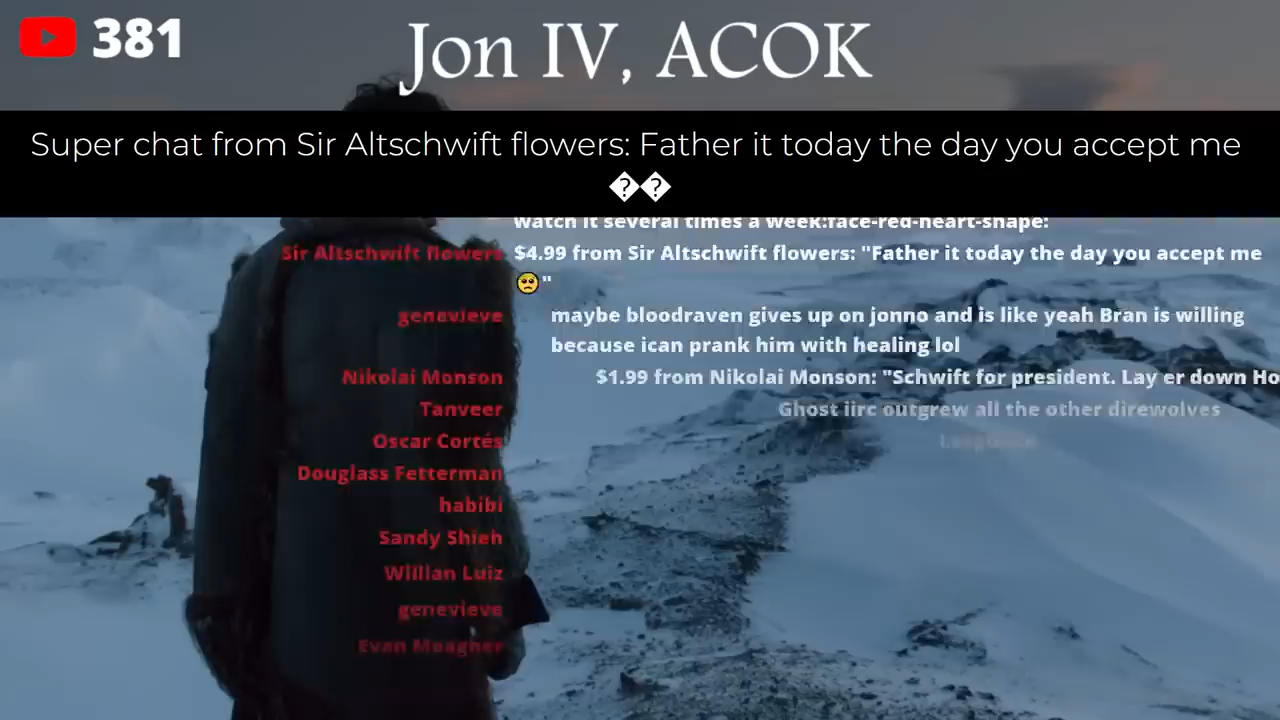 381
Jon IV, ACOK
Super chat from Sir Altschwift flowers: Father it today the day you accept me
��
watch it several times a week:face-red-heart-shape:
Sir Altschwift flowers $4.99 from Sir Altschwift flowers: "Father it today the day you accept me
🥺"
genevieve maybe bloodraven gives up on jonno and is like yeah Bran is willing
because ican prank him with healing lol
Nikolai Monson $1.99 from Nikolai Monson: "Schwift for president. Lay er down Ho
Tanveer Ghost iirc outgrew all the other direwolves
Oscar Cortés
Douglass Fetterman
habibi
Sandy Shieh
Willian Luiz
genevieve
Evan Meagher